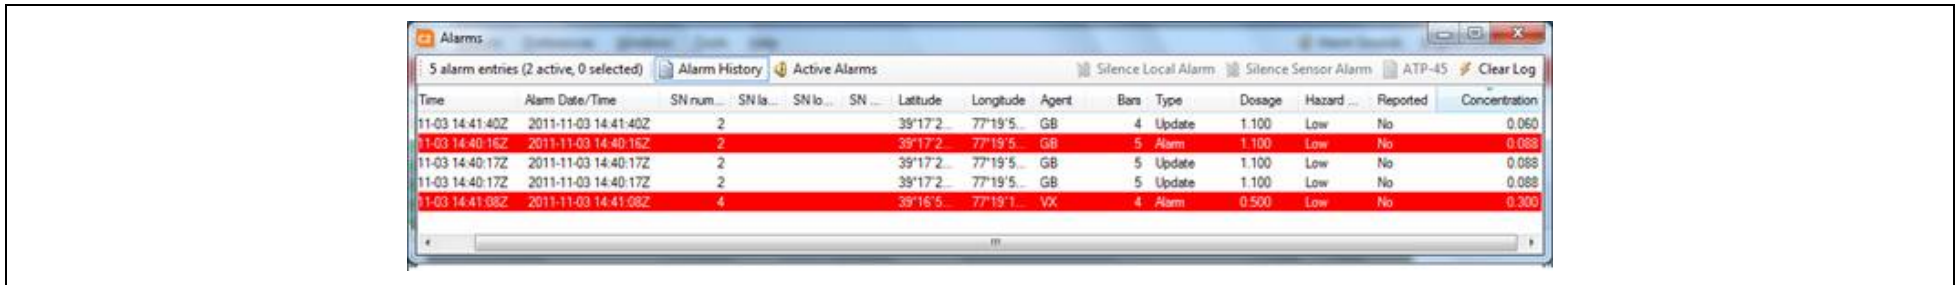 Alarms
5 alarm entries (2 active, 0 selected) Alarm History Active Alarms Silence Local Alarm Silence Sensor Alarm ATP-45 Clear Log
Time Alarm Date/Time SN num... SN la... SN lo... SN ... Latitude Longitude Agent Bars Type Dosage Hazard ... Reported Concentration
11-03 14:41:40Z 2011-11-03 14:41:40Z 2 39°17'2... 77°19'5... GB 4 Update 1.100 Low No 0.060
11-03 14:40:16Z 2011-11-03 14:40:16Z 2 39°17'2... 77°19'5... GB 5 Alarm 1.100 Low No 0.088
11-03 14:40:17Z 2011-11-03 14:40:17Z 2 39°17'2... 77°19'5... GB 5 Update 1.100 Low No 0.088
11-03 14:40:17Z 2011-11-03 14:40:17Z 2 39°17'2... 77°19'5... GB 5 Update 1.100 Low No 0.088
11-03 14:41:08Z 2011-11-03 14:41:08Z 4 39°16'5... 77°19'1... VX 4 Alarm 0.500 Low No 0.300